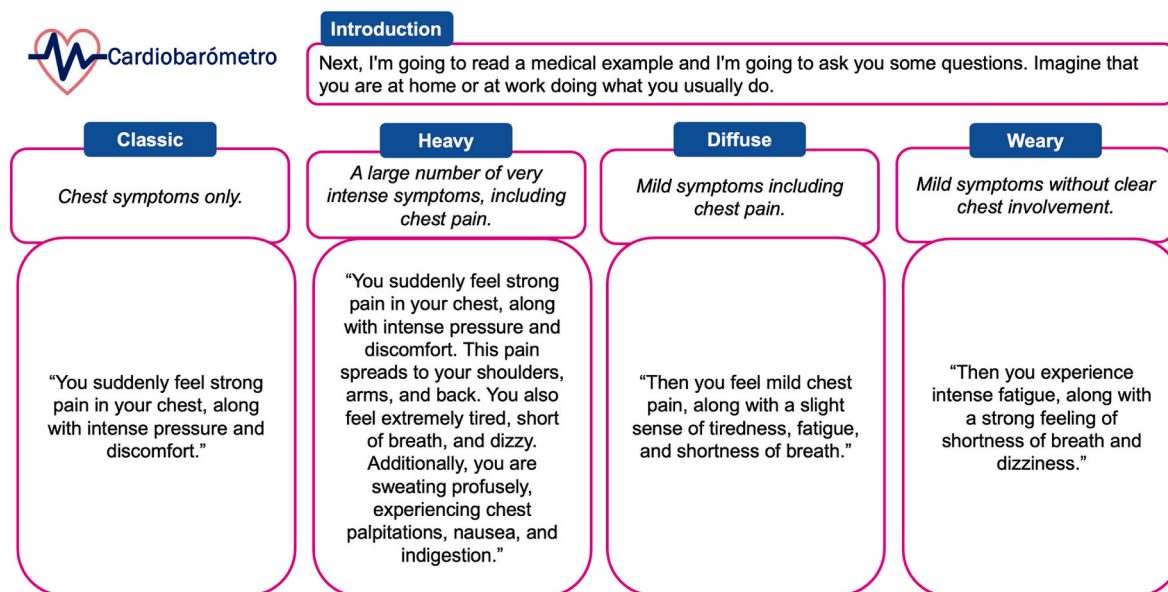 Cardiobarómetro
Introduction
Next, I'm going to read a medical example and I'm going to ask you some questions. Imagine that
you are at home or at work doing what you usually do.
Classic
Chest symptoms only.
“You suddenly feel strong
pain in your chest, along
with intense pressure and
discomfort.”
Heavy
A large number of very
intense symptoms, including
chest pain.
“You suddenly feel strong
pain in your chest, along
with intense pressure and
discomfort. This pain
spreads to your shoulders,
arms, and back. You also
feel extremely tired, short
of breath, and dizzy.
Additionally, you are
sweating profusely,
experiencing chest
palpitations, nausea, and
indigestion.”
Diffuse
Mild symptoms including
chest pain.
“Then you feel mild chest
pain, along with a slight
sense of tiredness, fatigue,
and shortness of breath.”
Weary
Mild symptoms without clear
chest involvement.
“Then you experience
intense fatigue, along with
a strong feeling of
shortness of breath and
dizziness.”